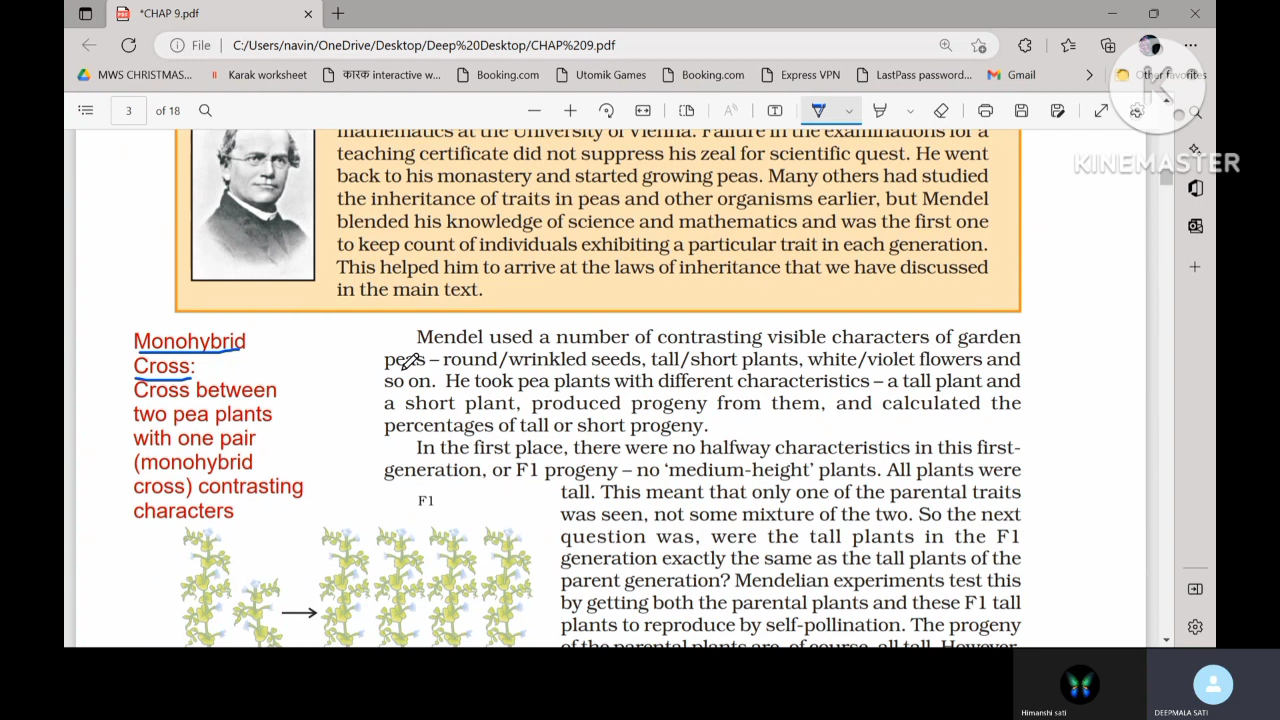 *CHAP 9.pdf
File C:/Users/navin/OneDrive/Desktop/Deep%20Desktop/CHAP%209.pdf
MWS CHRISTMAS... Karak worksheet कारक interactive w... Booking.com Utomik Games Booking.com Express VPN LastPass password... Gmail Other favorites
3 of 18
K
KINEMASTER
mathematics at the University of Vienna. Failure in the examinations for a
teaching certificate did not suppress his zeal for scientific quest. He went
back to his monastery and started growing peas. Many others had studied
the inheritance of traits in peas and other organisms earlier, but Mendel
blended his knowledge of science and mathematics and was the first one
to keep count of individuals exhibiting a particular trait in each generation.
This helped him to arrive at the laws of inheritance that we have discussed
in the main text.
Monohybrid
Cross:
Cross between
two pea plants
with one pair
(monohybrid
cross) contrasting
characters
Mendel used a number of contrasting visible characters of garden
peas – round/wrinkled seeds, tall/short plants, white/violet flowers and
so on. He took pea plants with different characteristics – a tall plant and
a short plant, produced progeny from them, and calculated the
percentages of tall or short progeny.
In the first place, there were no halfway characteristics in this first-
generation, or F1 progeny – no ‘medium-height’ plants. All plants were
tall. This meant that only one of the parental traits
was seen, not some mixture of the two. So the next
question was, were the tall plants in the F1
generation exactly the same as the tall plants of the
parent generation? Mendelian experiments test this
by getting both the parental plants and these F1 tall
plants to reproduce by self-pollination. The progeny
of the parental plants are, of course, all tall. However,
F1
Himanshi sati
DEEPMALA SATI